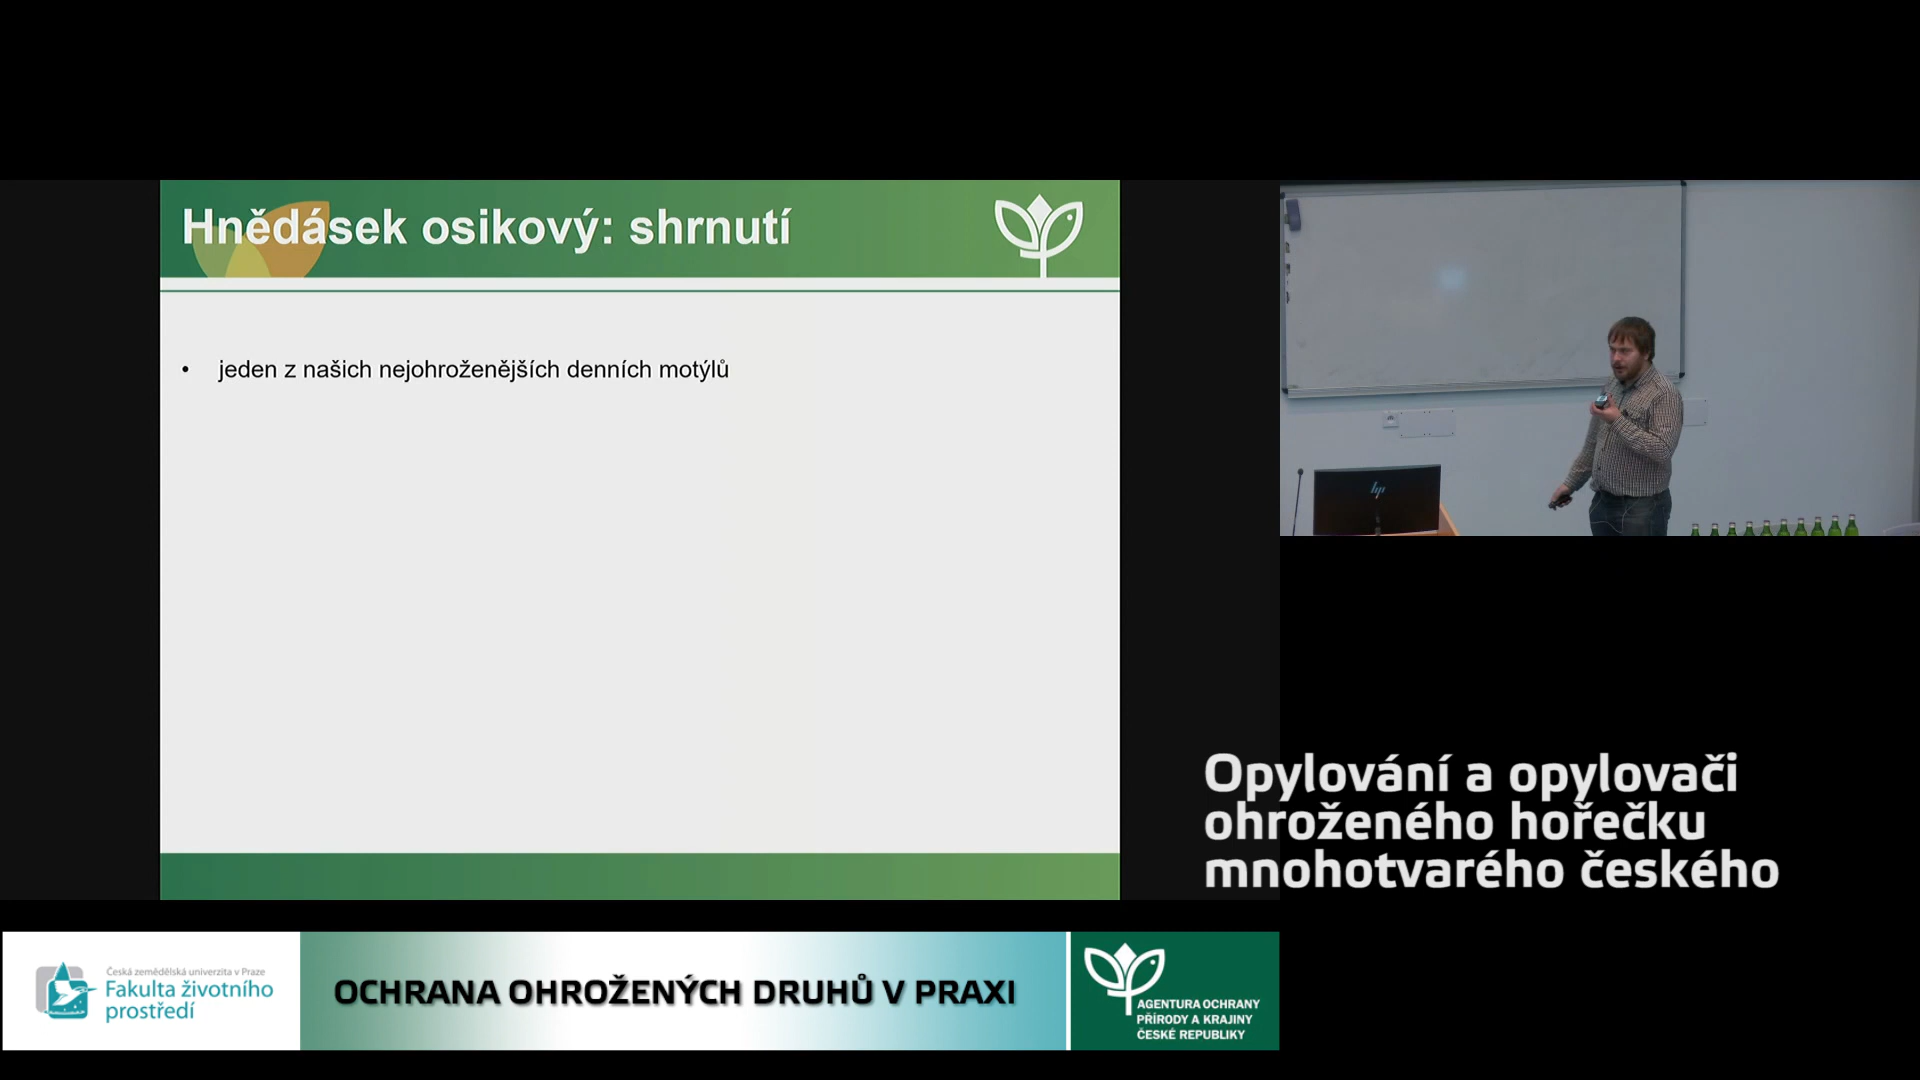 Hnědásek osikový: shrnutí
• jeden z našich nejohroženějších denních motýlů
hp
Opylování a opylovači
ohroženého hořečku
mnohotvarého českého
Česká zemědělská univerzita v Praze
Fakulta životního
prostředí
OCHRANA OHROŽENÝCH DRUHŮ V PRAXI
AGENTURA OCHRANY
PŘÍRODY A KRAJINY
ČESKÉ REPUBLIKY